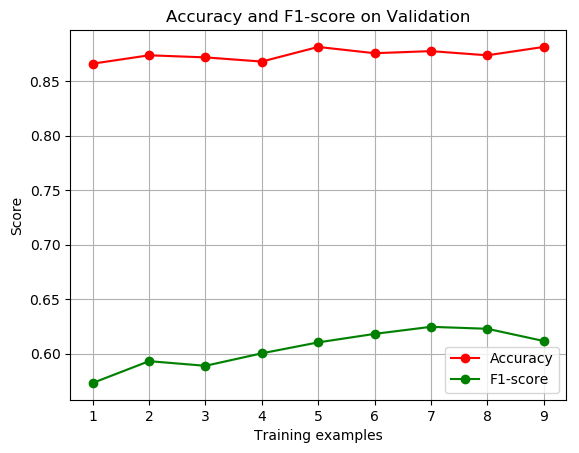 Accuracy and F1-score on Validation
Score
0.85
0.80
0.75
0.70
0.65
0.60
Accuracy
F1-score
1 2 3 4 5 6 7 8 9
Training examples